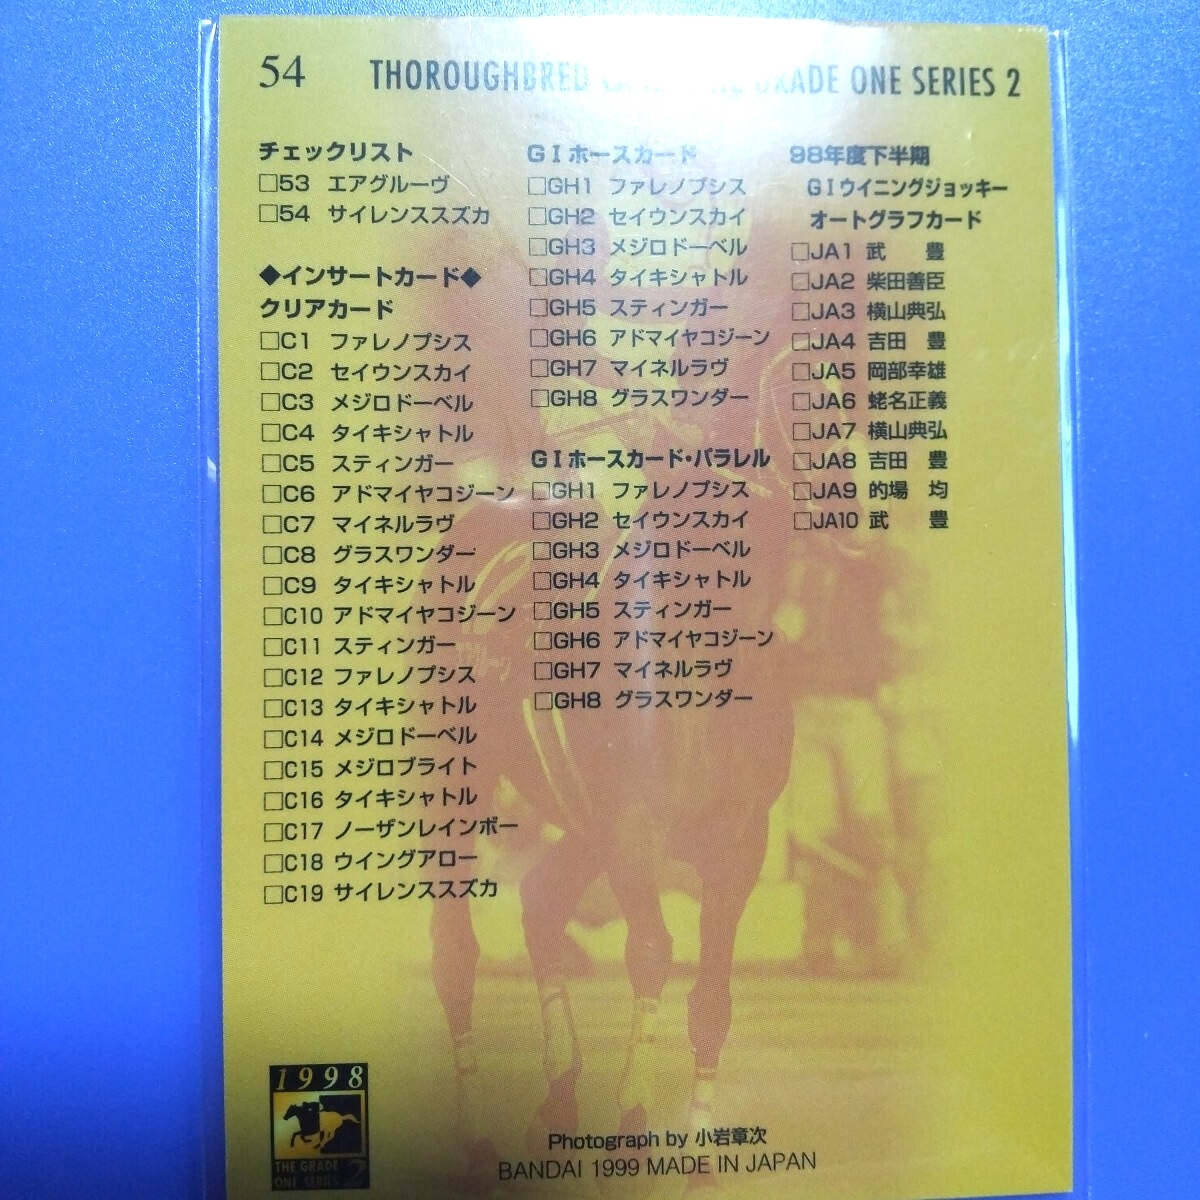 54
THOROUGHBRED GRADE ONE SERIES 2
チェックリスト
□53 エアグルーヴ
□54 サイレンススズカ
◆インサートカード◆
クリアカード
□C1 ファレノプシス
□C2 セイウンスカイ
□C3 メジロドーベル
□C4 タイキシャトル
□C5 スティンガー
□C6 アドマイヤコジーン
□C7 マイネルラヴ
□C8 グラスワンダー
□C9 タイキシャトル
□C10 アドマイヤコジーン
□C11 スティンガー
□C12 ファレノプシス
□C13 タイキシャトル
□C14 メジロドーベル
□C15 メジロブライト
□C16 タイキシャトル
□C17 ノーザンレインボー
□C18 ウイングアロー
□C19 サイレンススズカ
GIホースカード
□GH1 ファレノプシス
□GH2 セイウンスカイ
□GH3 メジロドーベル
□GH4 タイキシャトル
□GH5 スティンガー
□GH6 アドマイヤコジーン
□GH7 マイネルラヴ
□GH8 グラスワンダー
GIホースカード・パラレル
□GH1 ファレノプシス
□GH2 セイウンスカイ
□GH3 メジロドーベル
□GH4 タイキシャトル
□GH5 スティンガー
□GH6 アドマイヤコジーン
□GH7 マイネルラヴ
□GH8 グラスワンダー
98年度下半期
GIウイニングジョッキー
オートグラフカード
□JA1 武 豊
□JA2 柴田善臣
□JA3 横山典弘
□JA4 吉田 豊
□JA5 岡部幸雄
□JA6 蛯名正義
□JA7 横山典弘
□JA8 吉田 豊
□JA9 的場 均
□JA10 武 豊
1998
THE GRADE
ONE SERIES 2
Photograph by 小岩章次
BANDAI 1999 MADE IN JAPAN